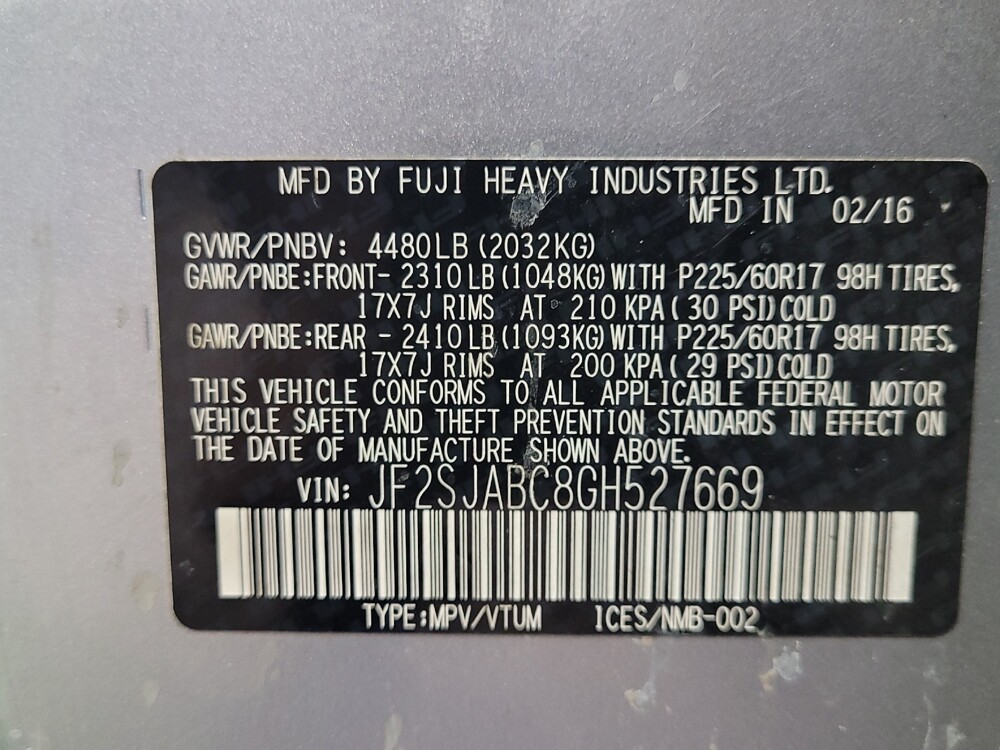 MFD BY FUJI HEAVY INDUSTRIES LTD.
MFD IN 02/16
GVWR/PNBV: 4480LB (2032KG)
GAWR/PNBE:FRONT- 2310LB (1048KG) WITH P225/60R17 98H TIRES,
17X7J RIMS AT 210 KPA (30 PSI) COLD
GAWR/PNBE:REAR - 2410LB (1093KG) WITH P225/60R17 98H TIRES,
17X7J RIMS AT 200 KPA (29 PSI) COLD
THIS VEHICLE CONFORMS TO ALL APPLICABLE FEDERAL MOTOR
VEHICLE SAFETY AND THEFT PREVENTION STANDARDS IN EFFECT ON
THE DATE OF MANUFACTURE SHOWN ABOVE.
VIN: JF2SJABC8GH527669
TYPE:MPV/VTUM ICES/NMB-002